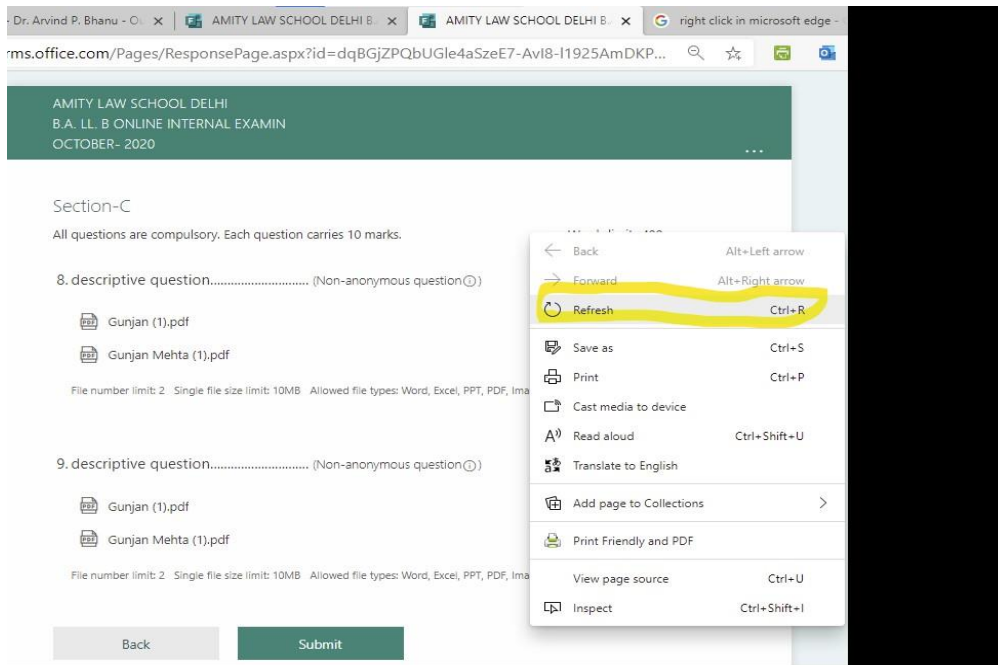 - Dr. Arvind P. Bhanu - O
AMITY LAW SCHOOL DELHI B.
AMITY LAW SCHOOL DELHI B.
right click in microsoft edge -
rms.office.com/Pages/ResponsePage.aspx?id=dqBGjZPQbUGle4aSzeE7-AvI8-I1925AmDKP...
AMITY LAW SCHOOL DELHI
B.A. LL. B ONLINE INTERNAL EXAMIN
OCTOBER- 2020
...
Section-C
All questions are compulsory. Each question carries 10 marks.
8. descriptive question............................. (Non-anonymous question)
Gunjan (1).pdf
Gunjan Mehta (1).pdf
File number limit: 2 Single file size limit: 10MB Allowed file types: Word, Excel, PPT, PDF, Ima
9. descriptive question............................. (Non-anonymous question)
Gunjan (1).pdf
Gunjan Mehta (1).pdf
File number limit: 2 Single file size limit: 10MB Allowed file types: Word, Excel, PPT, PDF, Ima
Back
Submit
Back Alt+Left arrow
Forward Alt+Right arrow
Refresh Ctrl+R
Save as Ctrl+S
Print Ctrl+P
Cast media to device
Read aloud Ctrl+Shift+U
Translate to English
Add page to Collections
Print Friendly and PDF
View page source Ctrl+U
Inspect Ctrl+Shift+I